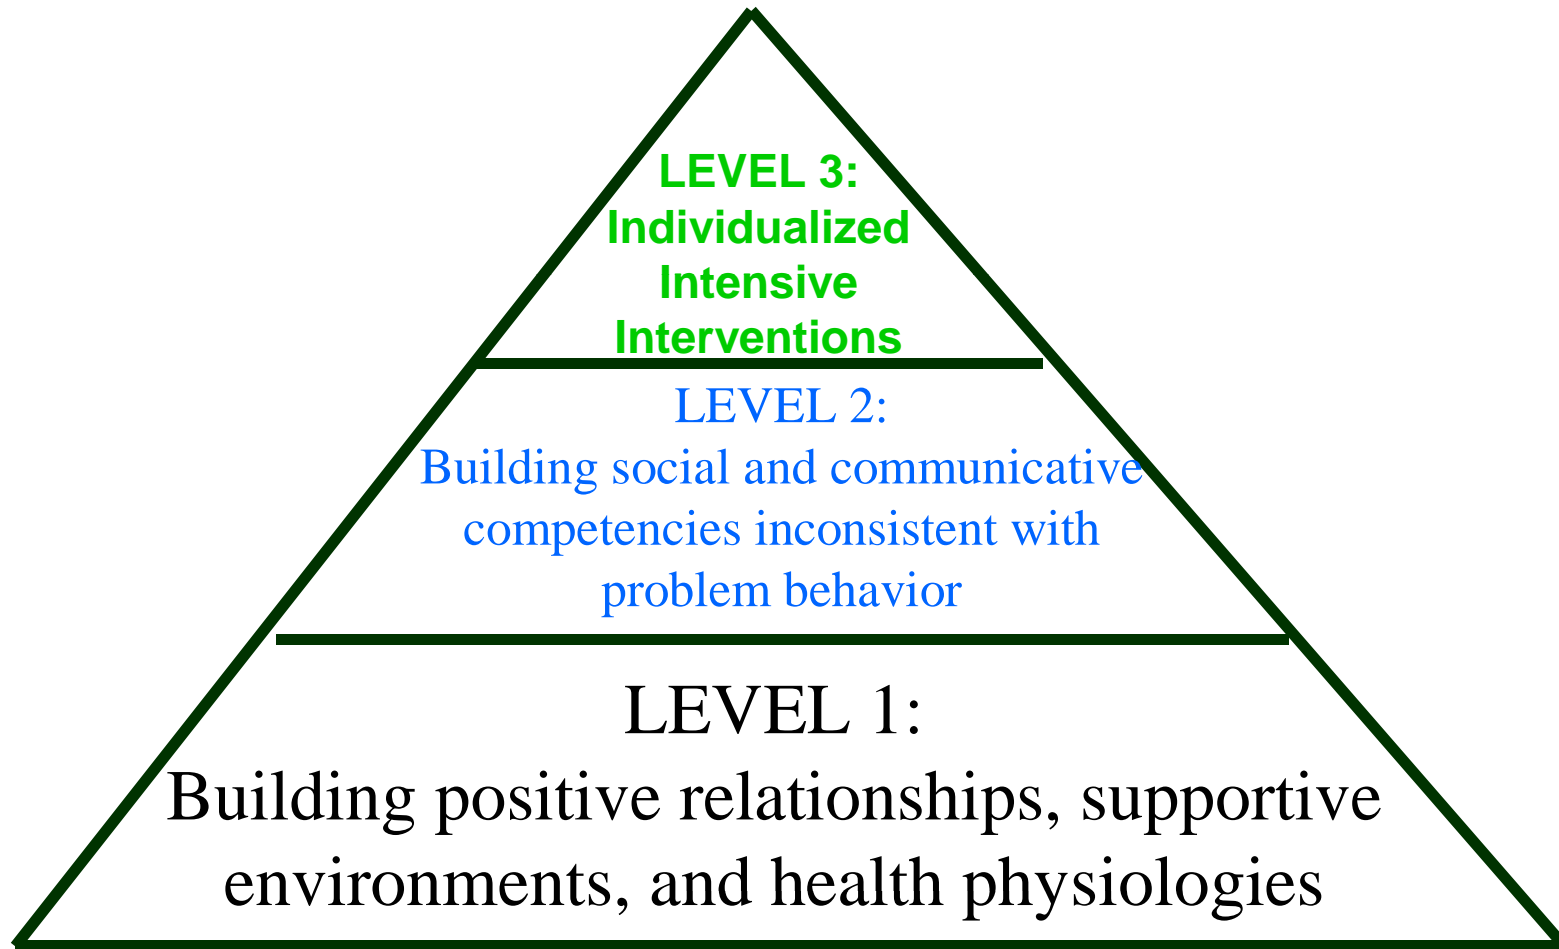 LEVEL 3:
Individualized
Intensive
Interventions
LEVEL 2:
Building social and communicative
competencies inconsistent with
problem behavior
LEVEL 1:
Building positive relationships, supportive
environments, and health physiologies